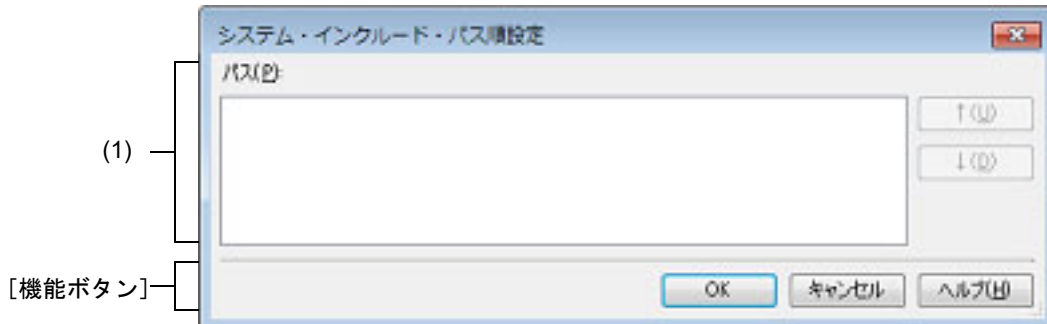 システム・インクルード・パス順設定
パス(P):
↑(U)
(1)
↓(D)
[機能ボタン]
OK キャンセル ヘルプ(H)